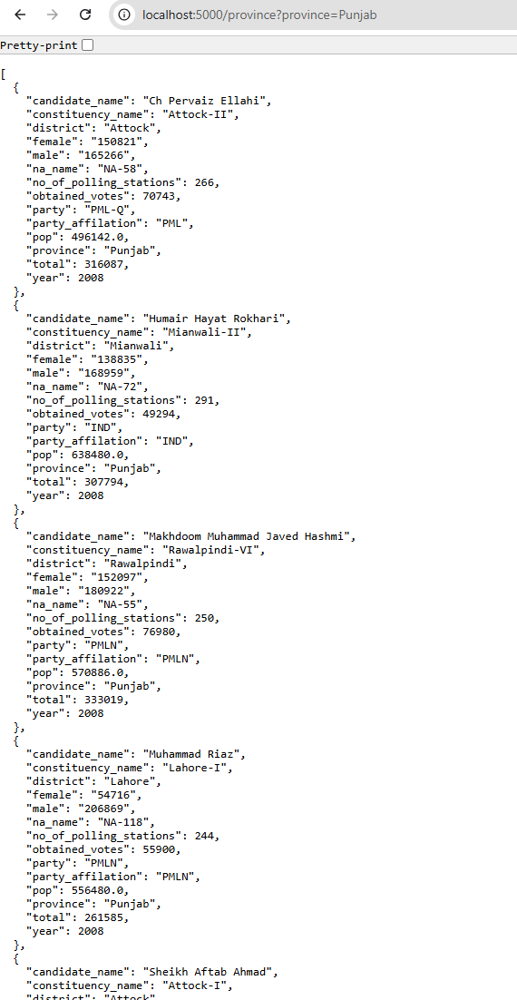 localhost:5000/province?province=Punjab
Pretty-print
[
  {
    "candidate_name": "Ch Pervaiz Ellahi",
    "constituency_name": "Attock-II",
    "district": "Attock",
    "female": "150821",
    "male": "165266",
    "na_name": "NA-58",
    "no_of_polling_stations": 266,
    "obtained_votes": 70743,
    "party": "PML-Q",
    "party_affilation": "PML",
    "pop": 496142.0,
    "province": "Punjab",
    "total": 316087,
    "year": 2008
  },
  {
    "candidate_name": "Humair Hayat Rokhari",
    "constituency_name": "Mianwali-II",
    "district": "Mianwali",
    "female": "138835",
    "male": "168959",
    "na_name": "NA-72",
    "no_of_polling_stations": 291,
    "obtained_votes": 49294,
    "party": "IND",
    "party_affilation": "IND",
    "pop": 638480.0,
    "province": "Punjab",
    "total": 307794,
    "year": 2008
  },
  {
    "candidate_name": "Makhdoom Muhammad Javed Hashmi",
    "constituency_name": "Rawalpindi-VI",
    "district": "Rawalpindi",
    "female": "152097",
    "male": "180922",
    "na_name": "NA-55",
    "no_of_polling_stations": 250,
    "obtained_votes": 76980,
    "party": "PMLN",
    "party_affilation": "PMLN",
    "pop": 570886.0,
    "province": "Punjab",
    "total": 333019,
    "year": 2008
  },
  {
    "candidate_name": "Muhammad Riaz",
    "constituency_name": "Lahore-I",
    "district": "Lahore",
    "female": "54716",
    "male": "206869",
    "na_name": "NA-118",
    "no_of_polling_stations": 244,
    "obtained_votes": 55900,
    "party": "PMLN",
    "party_affilation": "PMLN",
    "pop": 556480.0,
    "province": "Punjab",
    "total": 261585,
    "year": 2008
  },
  {
    "candidate_name": "Sheikh Aftab Ahmad",
    "constituency_name": "Attock-I",
    "district": "Attock"